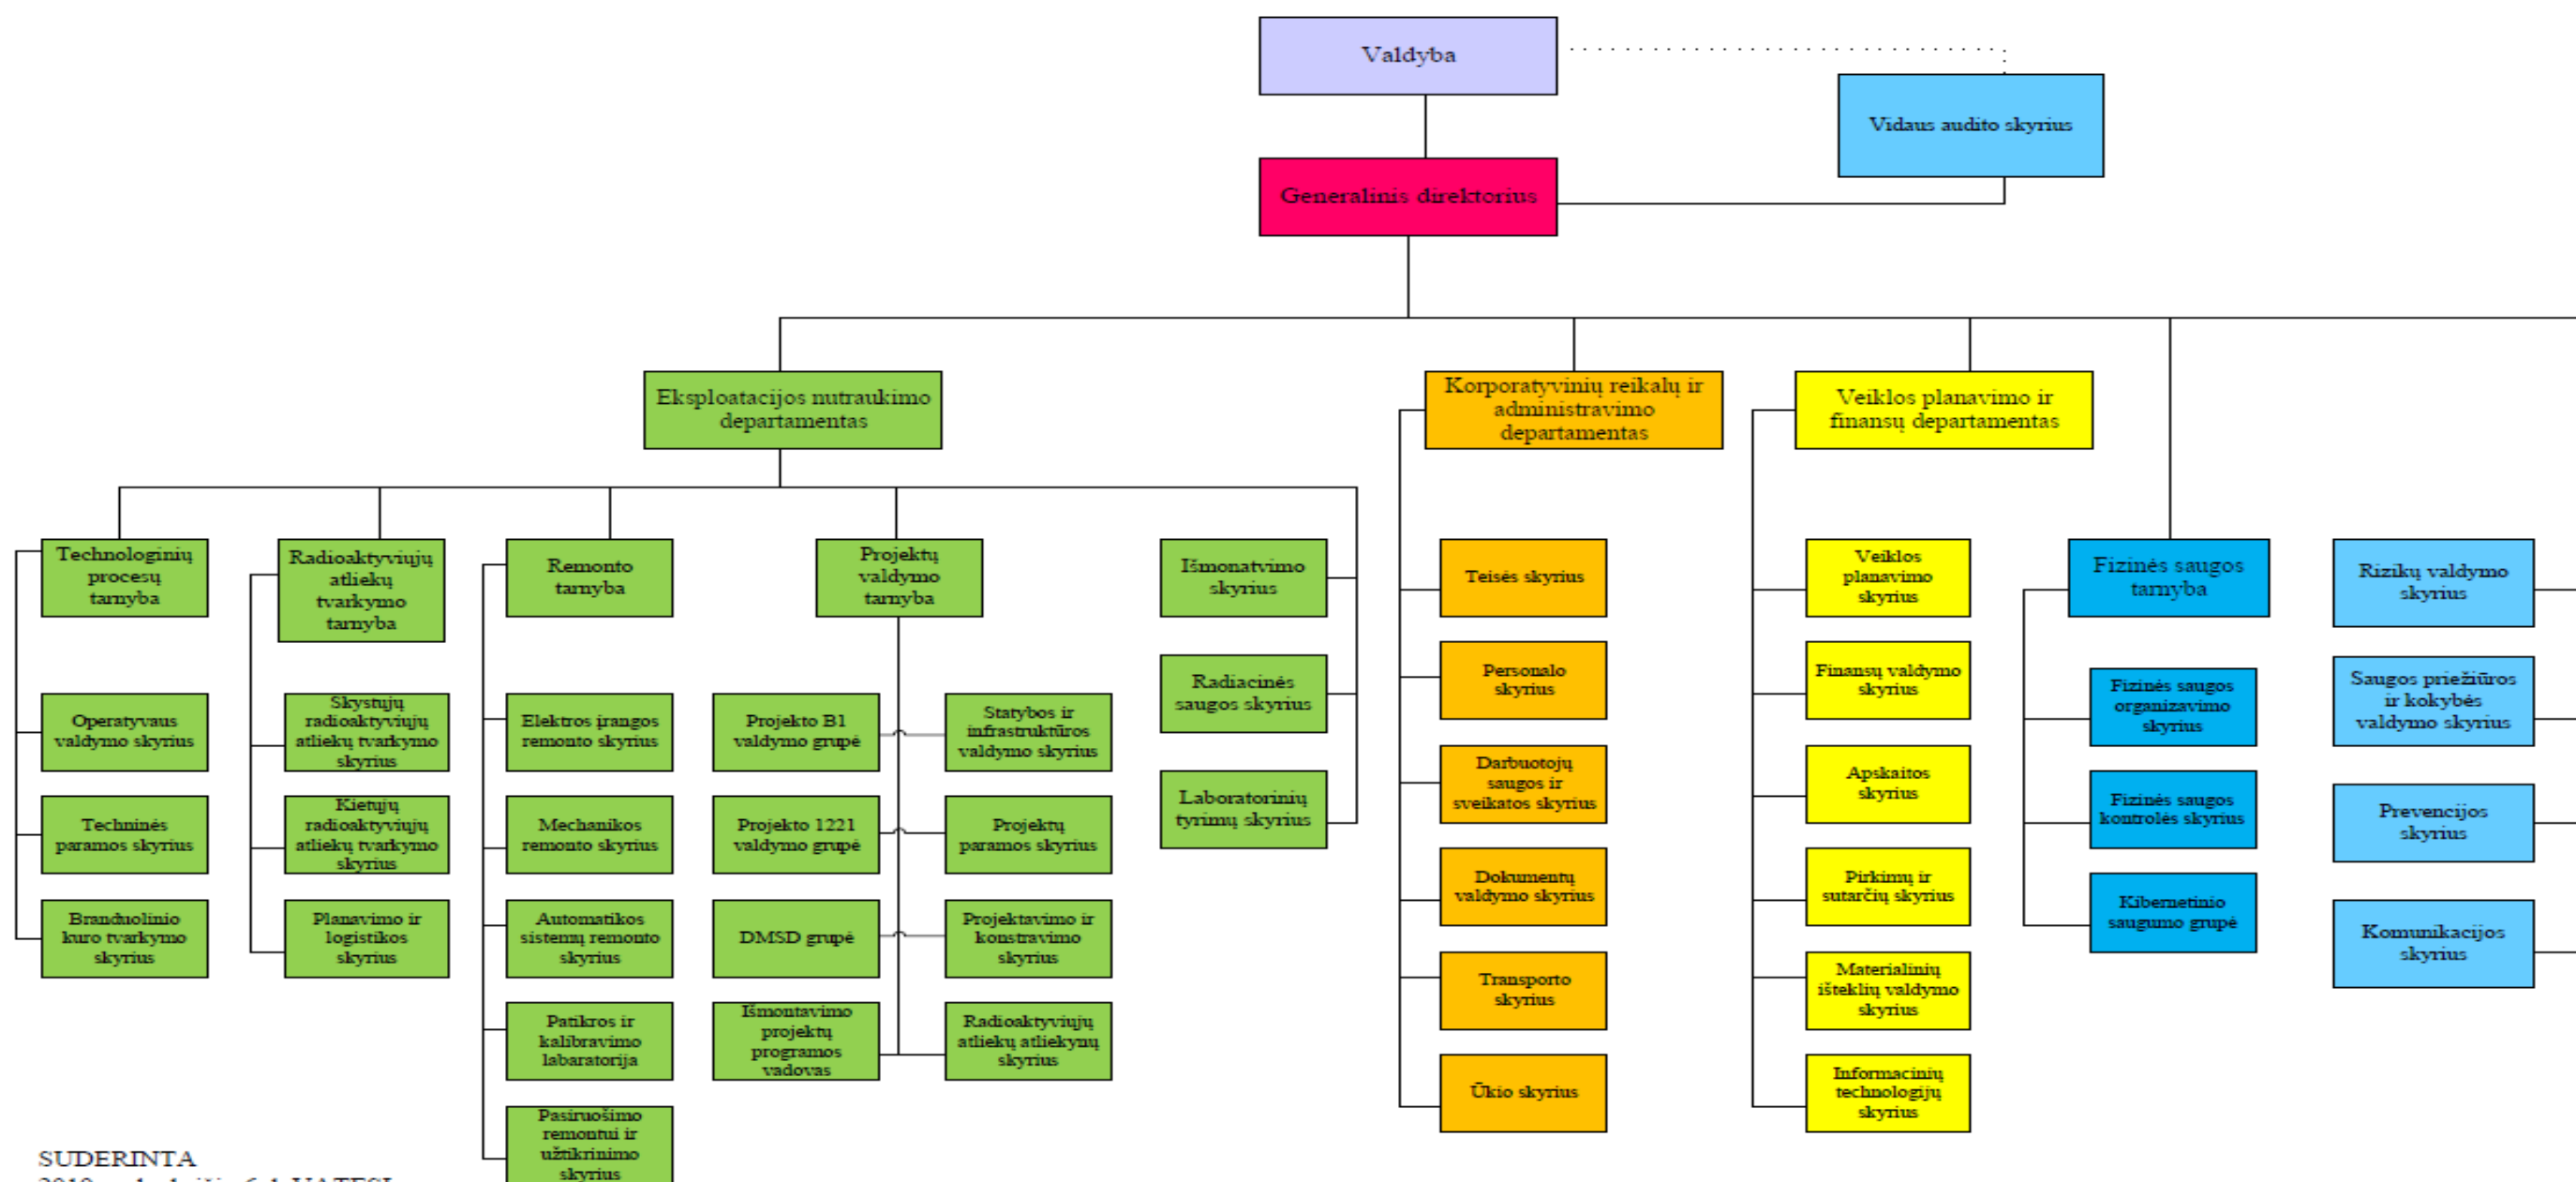 Valdyba
Vidaus audito skyrius
Generalinis direktorius
Eksploatacijos nutraukimo
departamentas
Korporatyvinių reikalų ir
administravimo
departamentas
Veiklos planavimo ir
finansų departamentas
Technologinių
procesų
tarnyba
Radioaktyviųjų
atliekų
tvarkymo
tarnyba
Remonto
tarnyba
Projektų
valdymo
tarnyba
Išmonatvimo
skyrius
Teisės skyrius
Veiklos
planavimo
skyrius
Fizinės saugos
tarnyba
Rizikų valdymo
skyrius
Operatyvaus
valdymo skyrius
Techninės
paramos skyrius
Branduolinio
kuro tvarkymo
skyrius
Skystųjų
radioaktyviųjų
atliekų tvarkymo
skyrius
Kietųjų
radioaktyviųjų
atliekų tvarkymo
skyrius
Planavimo ir
logistikos
skyrius
Elektros įrangos
remonto skyrius
Mechanikos
remonto skyrius
Automatikos
sistemų remonto
skyrius
Patikros ir
kalibravimo
labaratorija
Pasiruošimo
remontui ir
užtikrinimo
skyrius
Projekto B1
valdymo grupė
Projekto 1221
valdymo grupė
DMSD grupė
Išmontavimo
projektų
programos
vadovas
Statybos ir
infrastruktūros
valdymo skyrius
Projektų
paramos skyrius
Projektavimo ir
konstravimo
skyrius
Radioaktyviųjų
atliekų atliekynų
skyrius
Radiacinės
saugos skyrius
Laboratorinių
tyrimų skyrius
Personalo
skyrius
Darbuotojų
saugos ir
sveikatos skyrius
Dokumentų
valdymo skyrius
Transporto
skyrius
Ūkio skyrius
Finansų valdymo
skyrius
Apskaitos
skyrius
Pirkimų ir
sutarčių skyrius
Materialinių
išteklių valdymo
skyrius
Informacinių
technologijų
skyrius
Fizinės saugos
organizavimo
skyrius
Fizinės saugos
kontrolės skyrius
Kibernetinio
saugumo grupė
Saugos priežiūros
ir kokybės
valdymo skyrius
Prevencijos
skyrius
Komunikacijos
skyrius
SUDERINTA